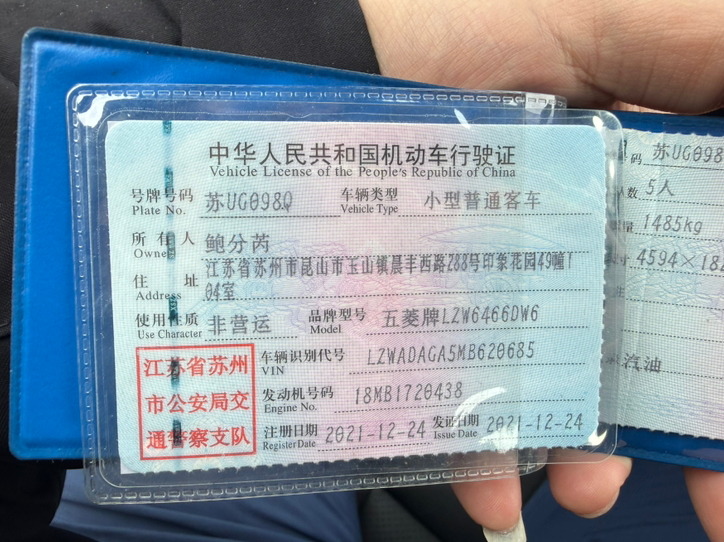 中华人民共和国机动车行驶证
Vehicle License of the People's Republic of China
号牌号码 苏UG098Q 车辆类型 小型普通客车
Plate No. Vehicle Type
所有人 鲍分芮
Owner
住址 江苏省苏州市昆山市玉山镇晨丰西路288号印象花园49幢1
Address 04室
使用性质 非营运 品牌型号 五菱牌LZW6466DW6
Use Character Model
江苏省苏州
市公安局交
通警察支队
车辆识别代号 LZWADAGA5MB620685
VIN
发动机号码 18MB1720438
Engine No.
注册日期 2021-12-24 发证日期 2021-12-24
Register Date Issue Date
码 苏UG098
人数 5人
量 1485kg
寸 4594×18
汽油